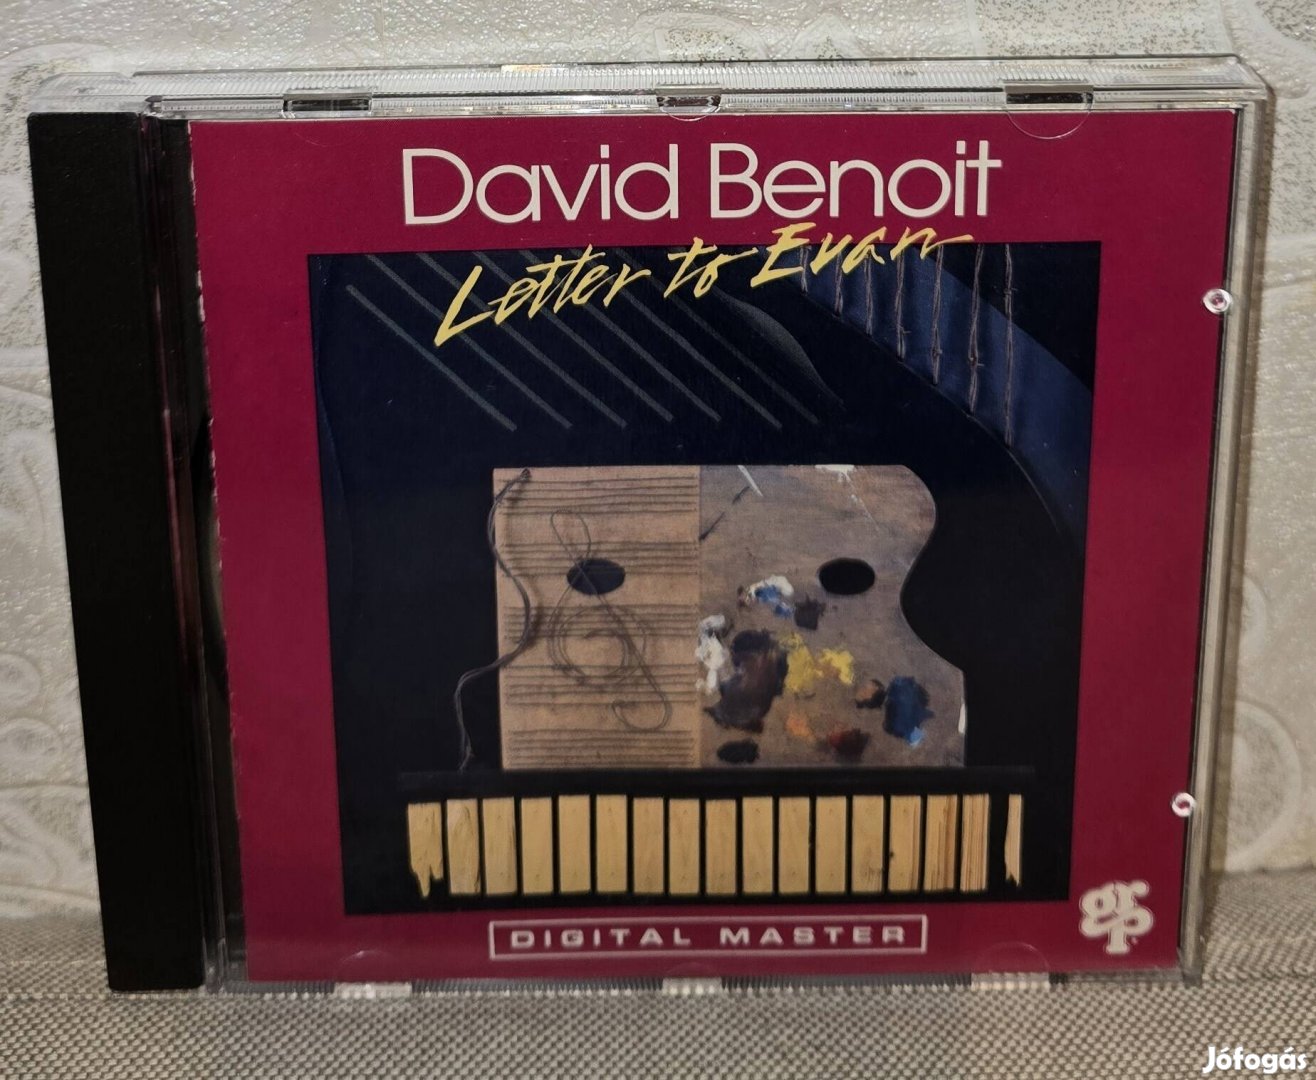 David Benoit
Letter to Evan
DIGITAL MASTER
grp
Jófogás